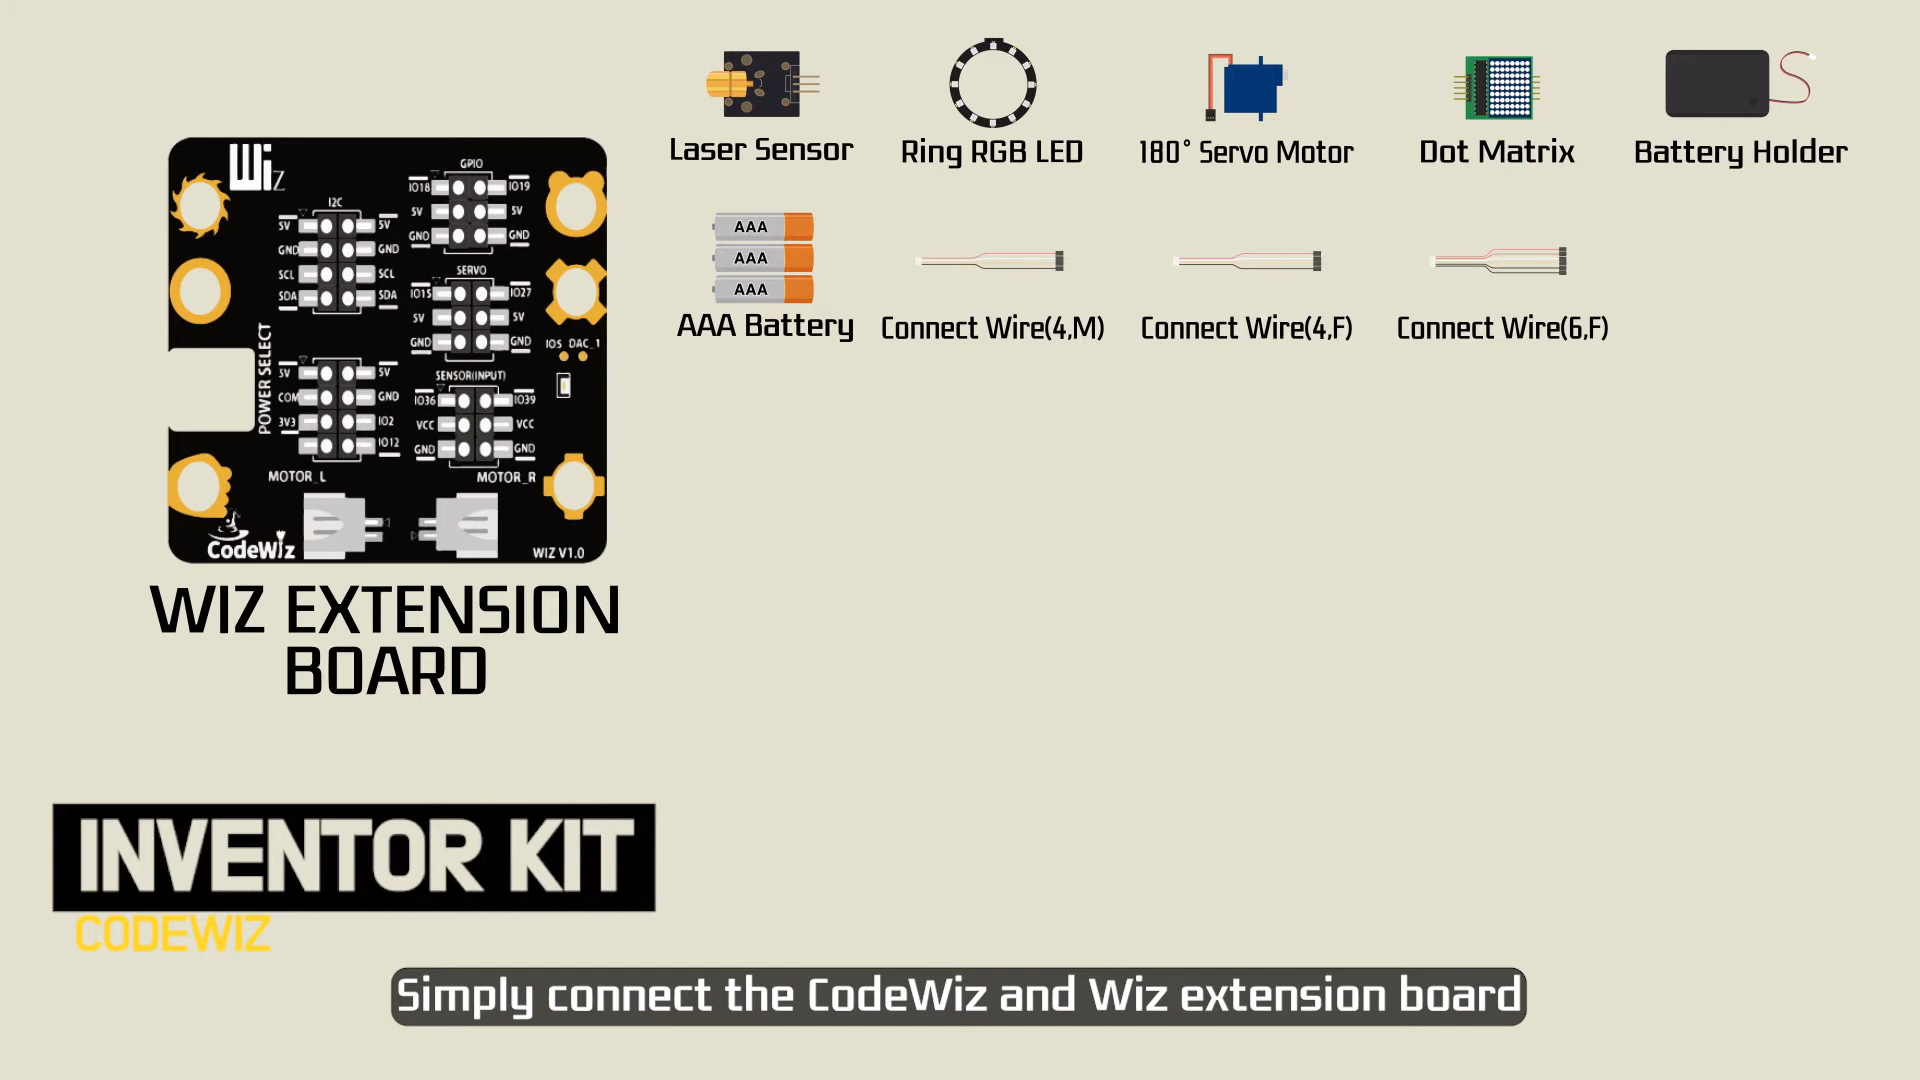 Laser Sensor
Ring RGB LED
180° Servo Motor
Dot Matrix
Battery Holder
AAA
AAA
AAA
AAA Battery
Connect Wire(4,M)
Connect Wire(4,F)
Connect Wire(6,F)
Wiz
GPIO
IO18 IO19
5V 5V
GND GND
I2C
5V 5V
GND GND
SCL SCL
SDA SDA
SERVO
IO15 IO27
5V 5V
GND GND
IO5 DAC_1
POWER SELECT
5V 5V
COM GND
3V3 IO2
IO12
SENSOR(INPUT)
IO36 IO39
VCC VCC
GND GND
MOTOR_L
MOTOR_R
CodeWiz
WIZ V1.0
WIZ EXTENSION
BOARD
INVENTOR KIT
CODEWIZ
Simply connect the CodeWiz and Wiz extension board